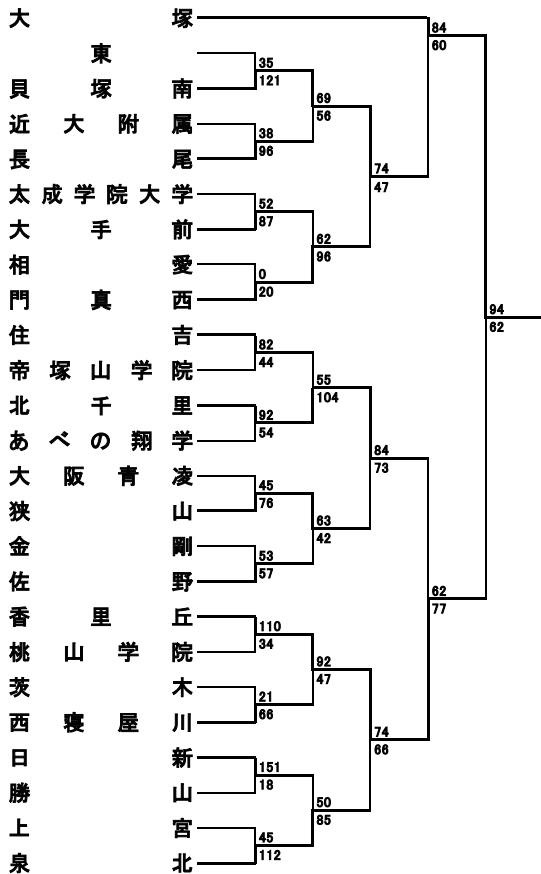 大塚
84
60
東
35
121
貝塚南
69
56
近大附属
38
96
長尾
74
47
太成学院大学
52
87
大手前
62
96
相愛
0
20
門真西
94
62
住吉
82
44
帝塚山学院
55
104
北千里
92
54
あべの翔学
84
73
大阪青凌
45
76
狭山
63
42
金剛
53
57
佐野
62
77
香里丘
110
34
桃山学院
92
47
茨木
21
66
西寝屋川
74
66
日新
151
18
勝山
50
85
上宮
45
112
泉北